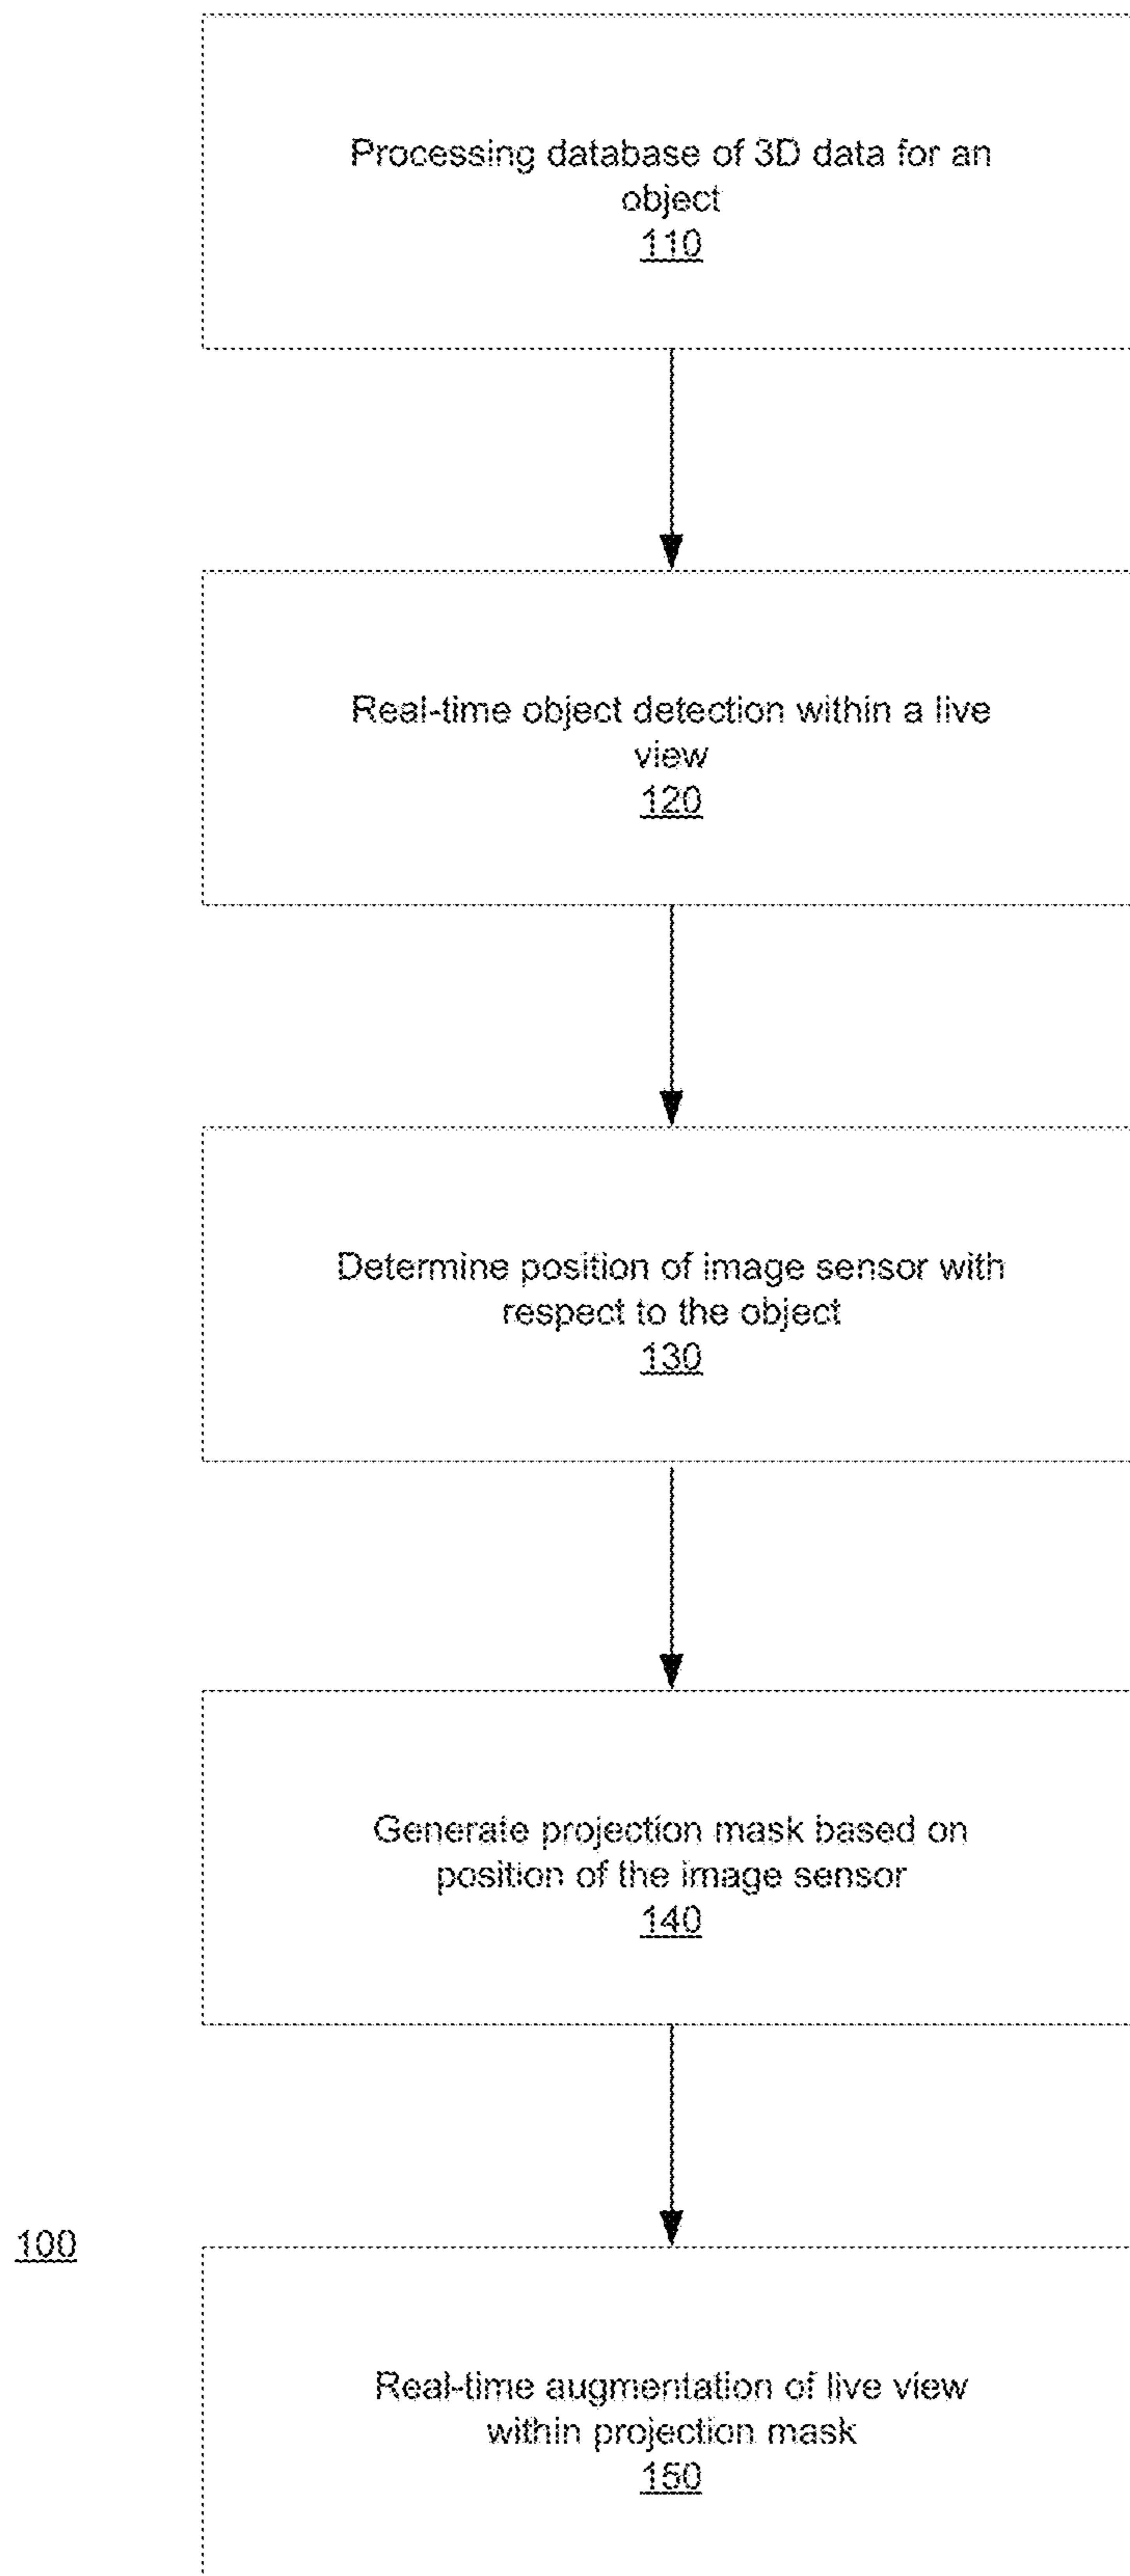 Processing database of 3D data for an
object
110
Real-time object detection within a live
view
120
Determine position of image sensor with
respect to the object
130
Generate projection mask based on
position of the image sensor
140
100
Real-time augmentation of live view
within projection mask
150